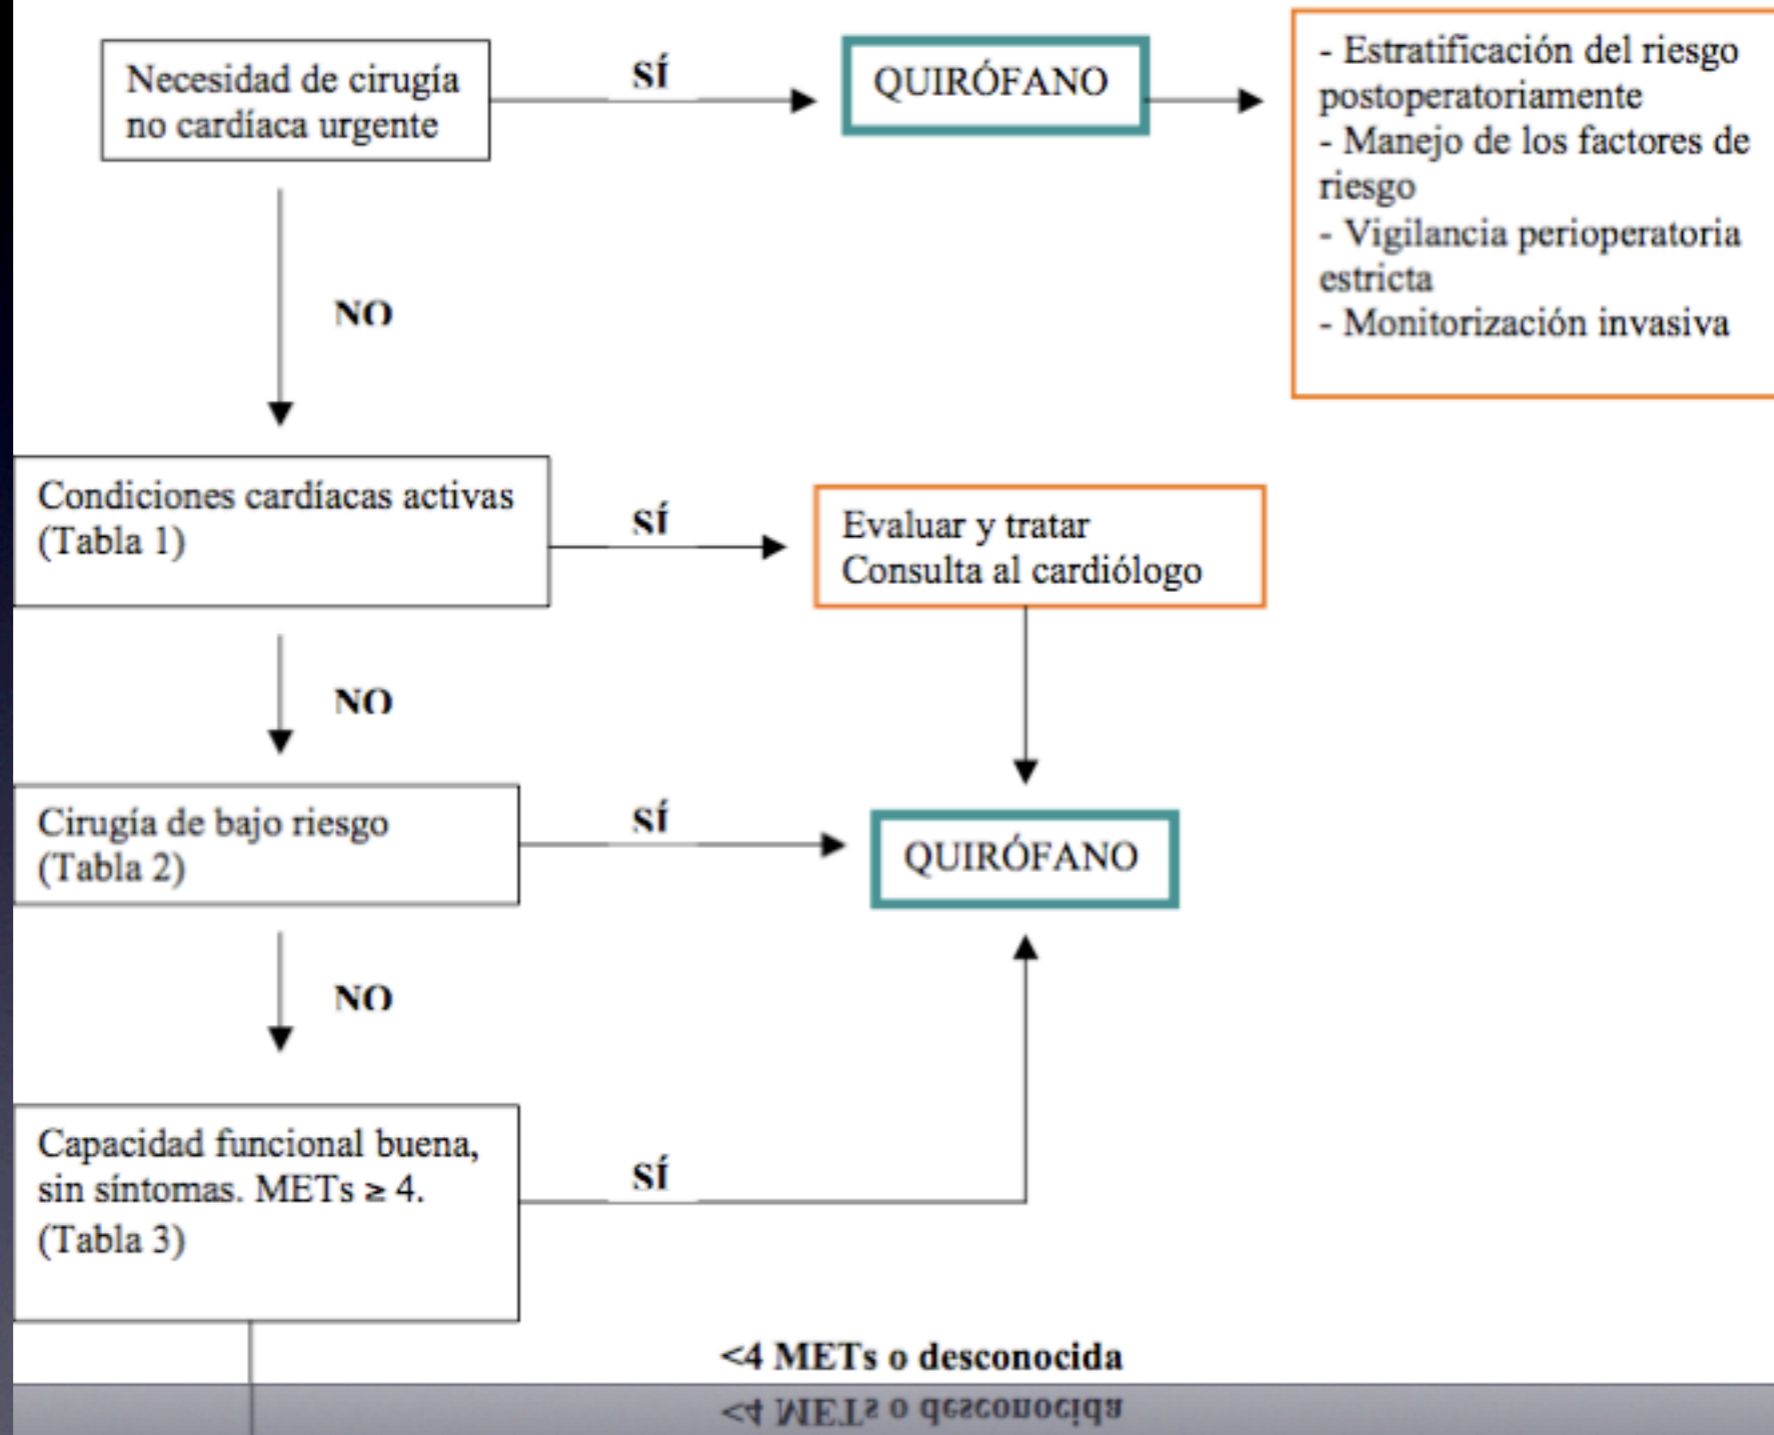 Necesidad de cirugía
no cardíaca urgente
SÍ
QUIRÓFANO
- Estratificación del riesgo
postoperatoriamente
- Manejo de los factores de
riesgo
- Vigilancia perioperatoria
estricta
- Monitorización invasiva
NO
Condiciones cardíacas activas
(Tabla 1)
SÍ
Evaluar y tratar
Consulta al cardiólogo
NO
Cirugía de bajo riesgo
(Tabla 2)
SÍ
QUIRÓFANO
NO
Capacidad funcional buena,
sin síntomas. METs ≥ 4.
(Tabla 3)
SÍ
<4 METs o desconocida